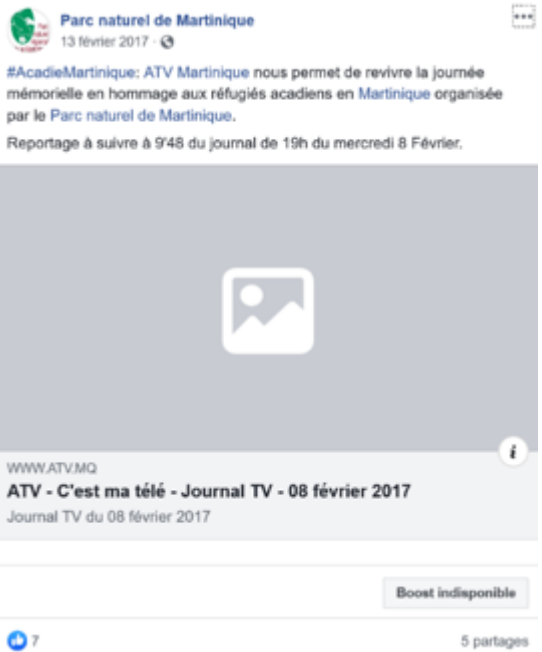 Parc naturel de Martinique
13 février 2017 ·
#AcadieMartinique: ATV Martinique nous permet de revivre la journée
mémorielle en hommage aux réfugiés acadiens en Martinique organisée
par le Parc naturel de Martinique.
Reportage à suivre à 9'48 du journal de 19h du mercredi 8 Février.
WWW.ATV.MQ
ATV - C'est ma télé - Journal TV - 08 février 2017
Journal TV du 08 février 2017
Boost indisponible
7
5 partages